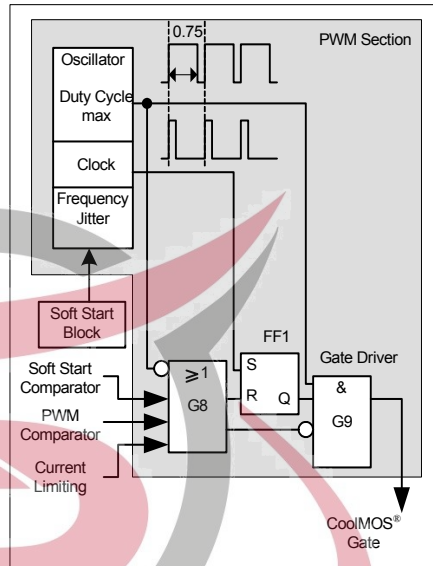 0.75
PWM Section
Oscillator
Duty Cycle
max
Clock
Frequency
Jitter
Soft Start
Block
FF1
Soft Start
Comparator
PWM
Comparator
Current
Limiting
≥1
G8
S
R
Q
Gate Driver
&
G9
CoolMOS®
Gate